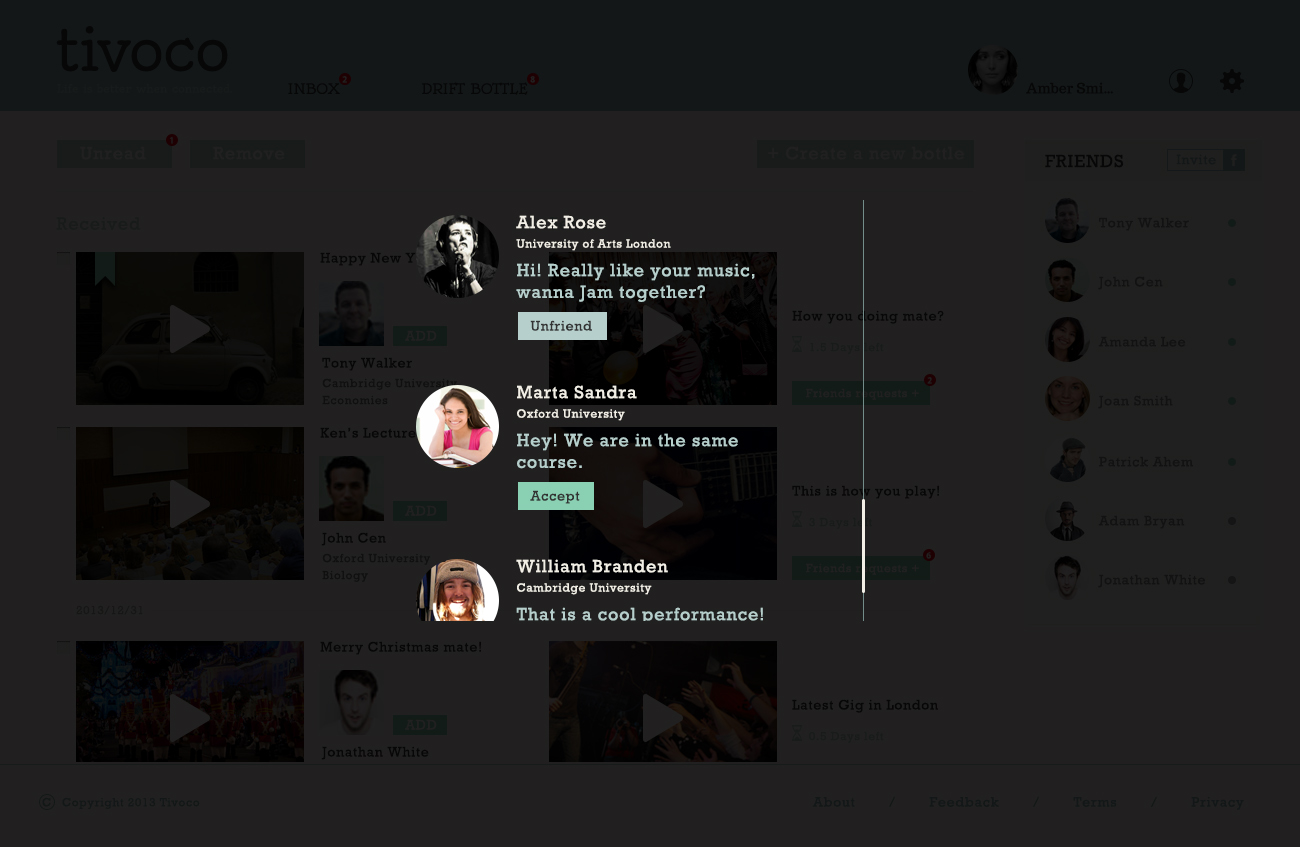 tivoco
INBOX
2
DRIFT BOTTLE
8
Amber Smi...
Unread
1
Remove
+ Create a new bottle
FRIENDS
Invite f
Received
Alex Rose
University of Arts London
Hi! Really like your music,
wanna Jam together?
Unfriend
Marta Sandra
Oxford University
Hey! We are in the same
course.
Accept
William Branden
Cambridge University
That is a cool performance!
Happy New Y
ADD
Tony Walker
Cambridge University
Economies
How you doing mate?
1.5 Days left
Friends requests +
2
Ken's Lecture
ADD
John Cen
Oxford University
Biology
This is how you play!
3 Days left
Friends requests +
6
2013/12/31
Merry Christmas mate!
ADD
Jonathan White
Latest Gig in London
0.5 Days left
Tony Walker
John Cen
Amanda Lee
Joan Smith
Patrick Ahem
Adam Bryan
Jonathan White
© Copyright 2013 Tivoco
About / Feedback / Terms / Privacy